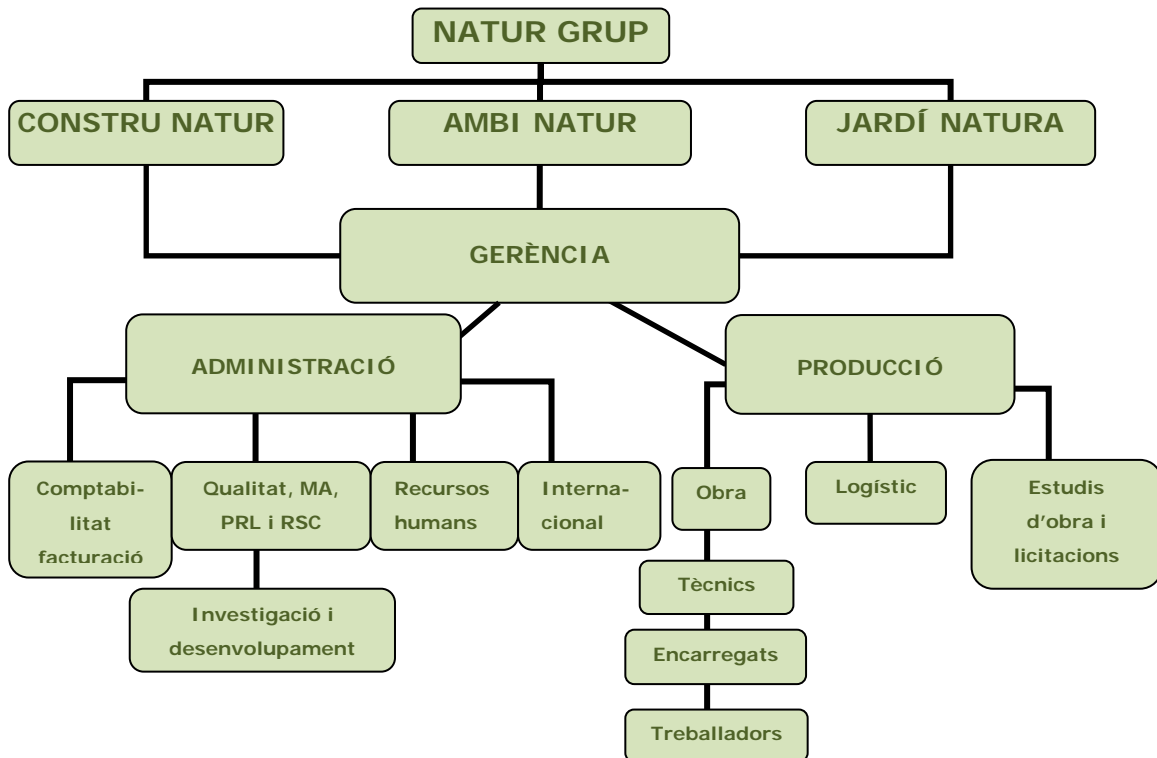 NATUR GRUP
CONSTRU NATUR
AMBI NATUR
JARDÍ NATURA
GERÈNCIA
ADMINISTRACIÓ
PRODUCCIÓ
Comptabi-
litat
facturació
Qualitat, MA,
PRL i RSC
Recursos
humans
Interna-
cional
Obra
Logístic
Estudis
d'obra i
licitacions
Investigació i
desenvolupament
Tècnics
Encarregats
Treballadors